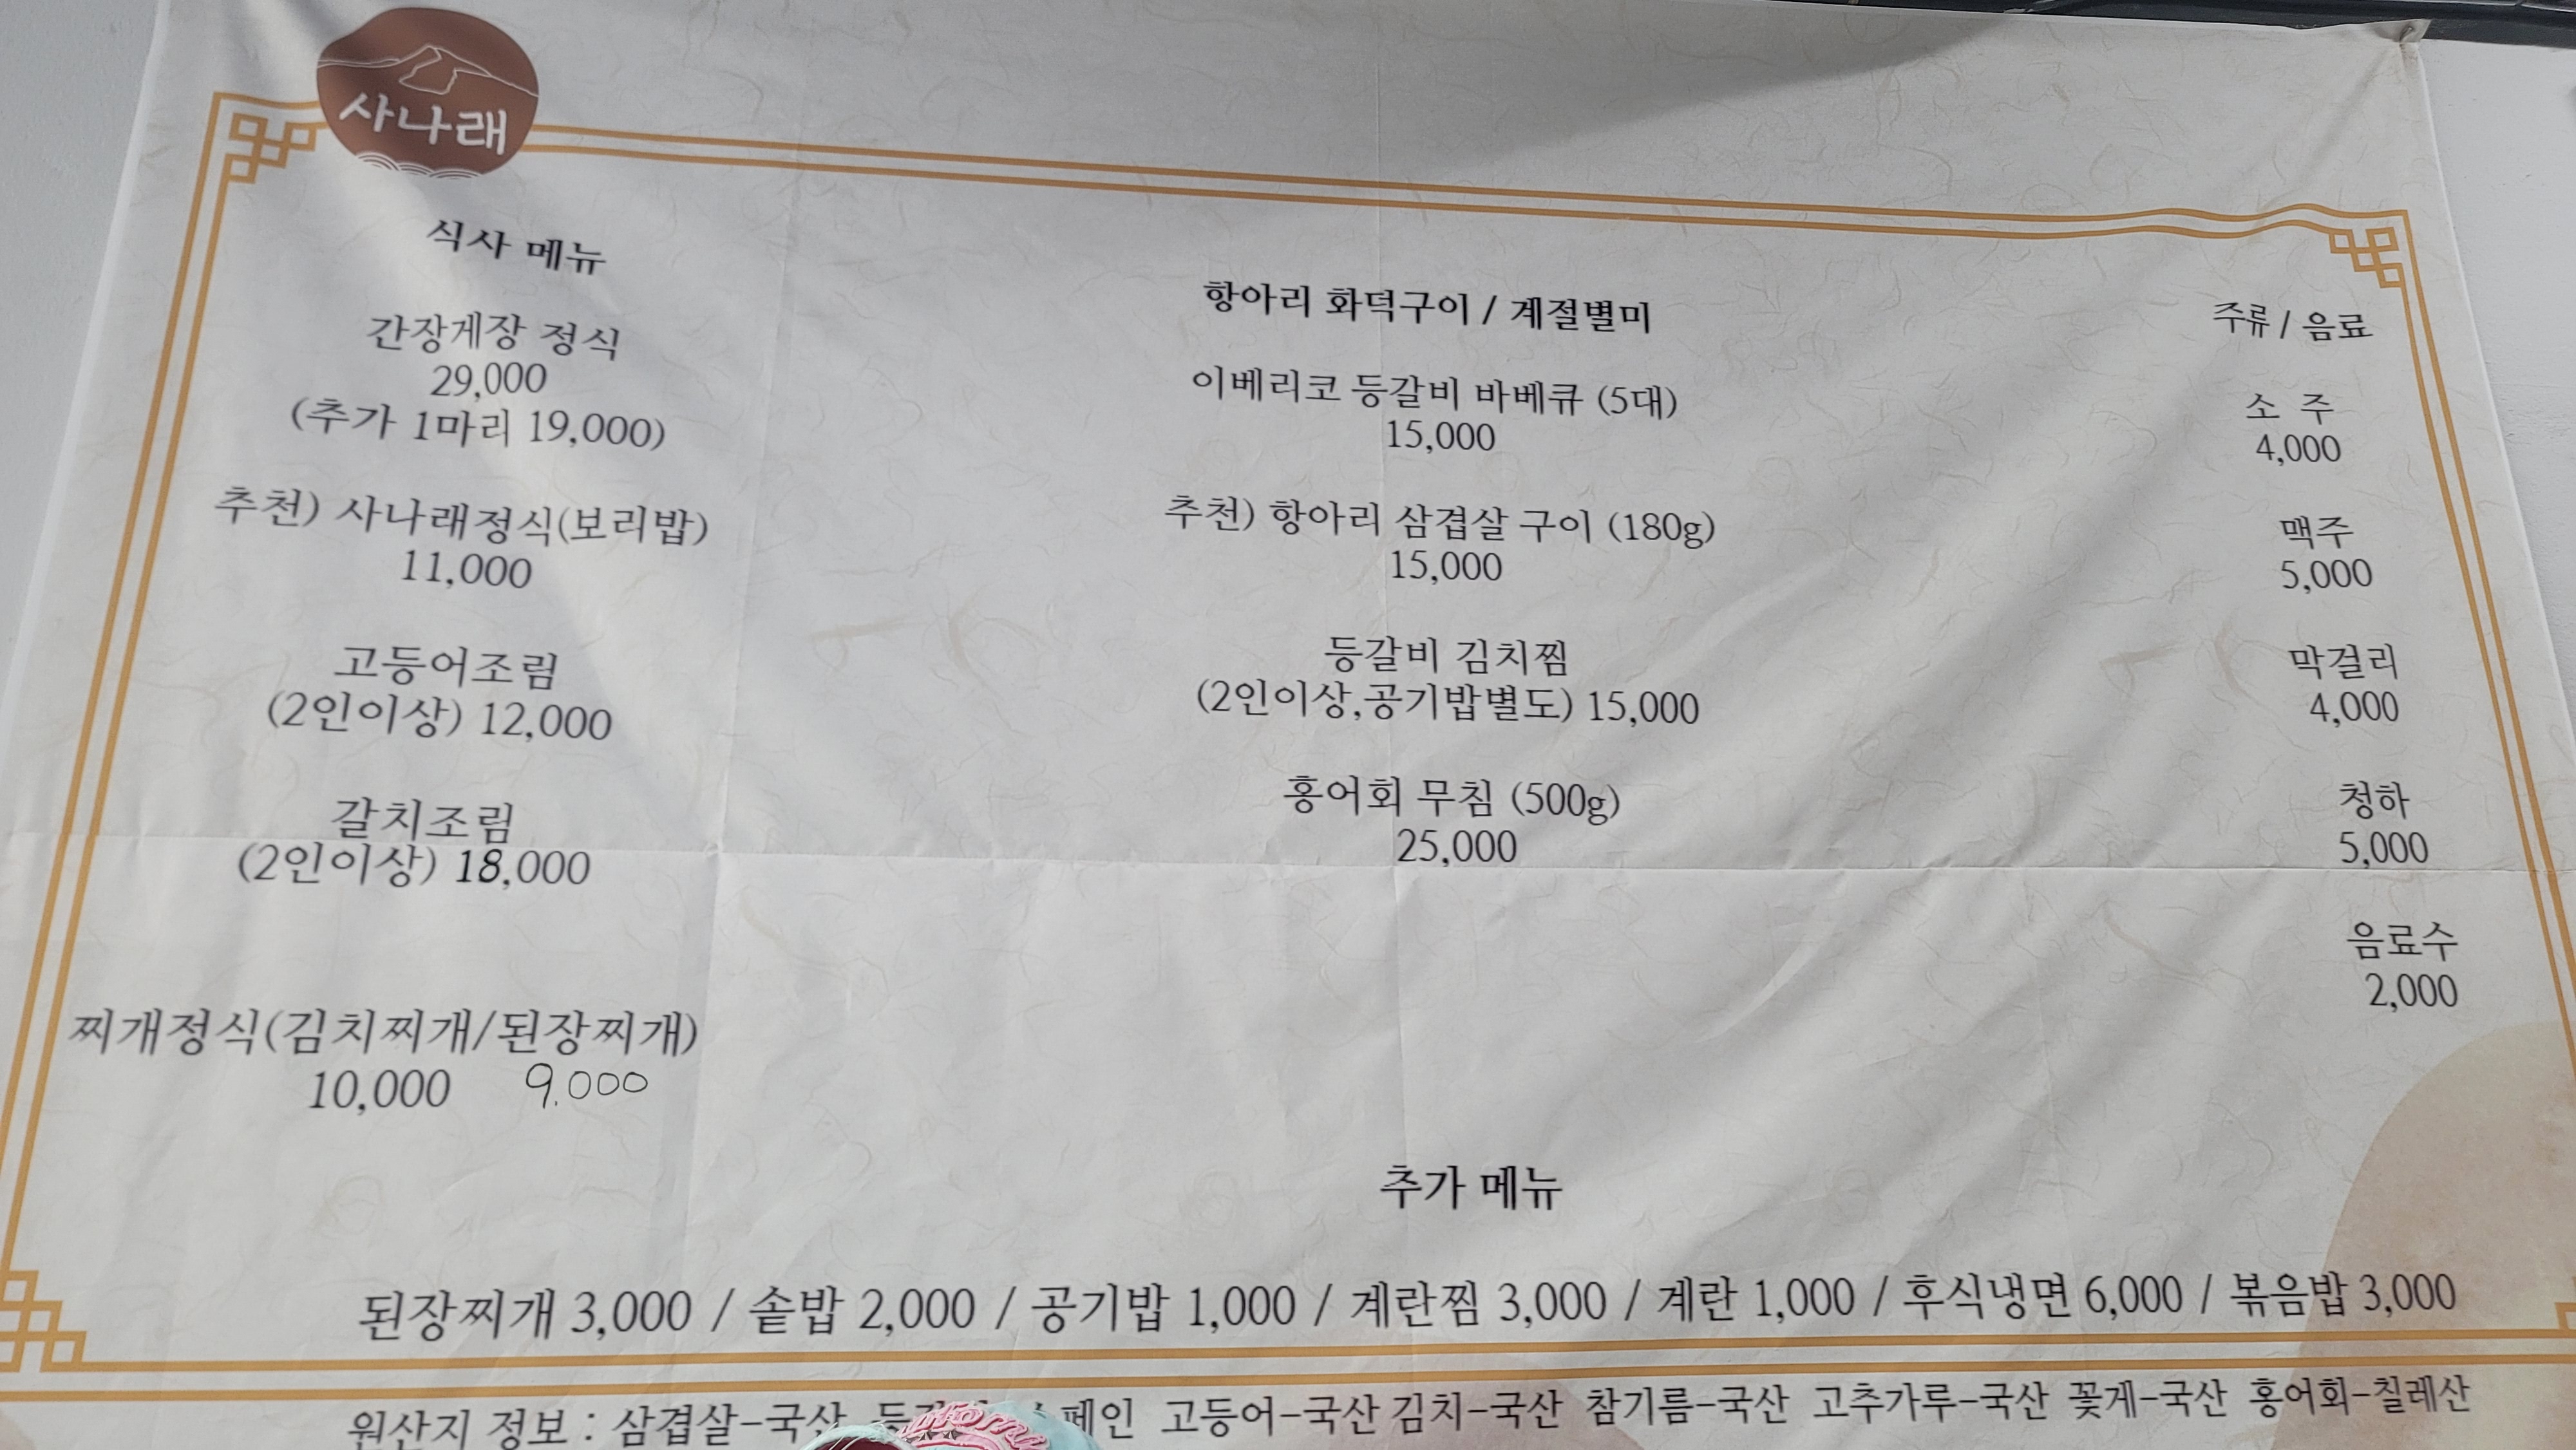 사나래
식사 메뉴
간장게장 정식
29,000
(추가 1마리 19,000)
추천) 사나래정식(보리밥)
11,000
고등어조림
(2인이상) 12,000
갈치조림
(2인이상) 18,000
찌개정식(김치찌개/된장찌개)
10,000 9.000
항아리 화덕구이 / 계절별미
이베리코 등갈비 바베큐 (5대)
15,000
추천) 항아리 삼겹살 구이 (180g)
15,000
등갈비 김치찜
(2인이상,공기밥별도) 15,000
홍어회 무침 (500g)
25,000
주류 / 음료
소 주
4,000
맥주
5,000
막걸리
4,000
청하
5,000
음료수
2,000
추가 메뉴
된장찌개 3,000 / 솥밥 2,000 / 공기밥 1,000 / 계란찜 3,000 / 계란 1,000 / 후식냉면 6,000 / 볶음밥 3,000
원산지 정보 : 삼겹살-국산 고등어-국산 김치-국산 참기름-국산 고추가루-국산 꽃게-국산 홍어회-칠레산